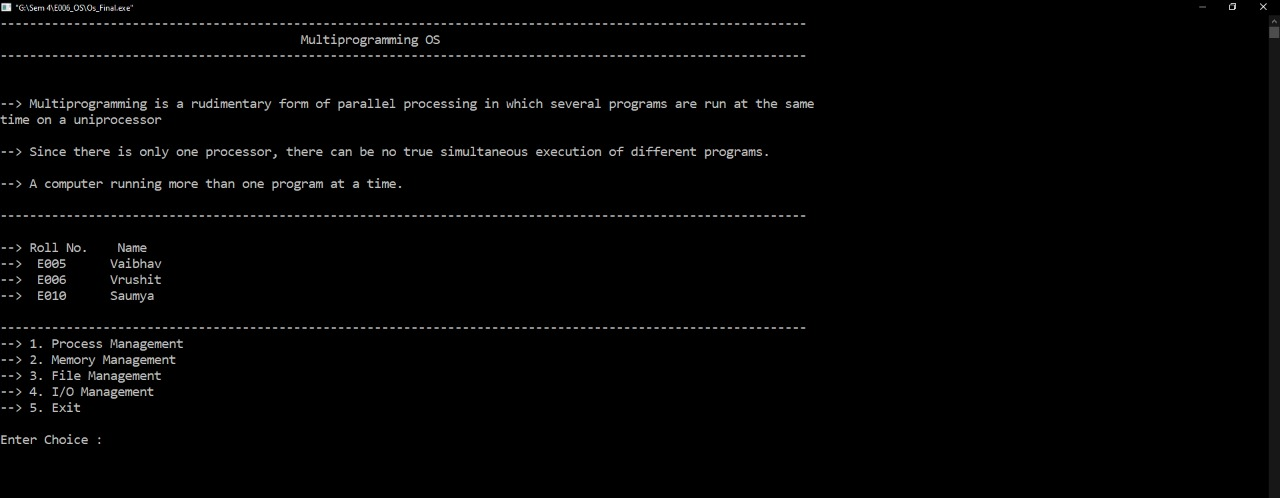 "G:\Sem 4\E006_OS\Os_Final.exe"
-----------------------------------------------------------------------------------------------------------
Multiprogramming OS
-----------------------------------------------------------------------------------------------------------
--> Multiprogramming is a rudimentary form of parallel processing in which several programs are run at the same
time on a uniprocessor
--> Since there is only one processor, there can be no true simultaneous execution of different programs.
--> A computer running more than one program at a time.
-----------------------------------------------------------------------------------------------------------
--> Roll No.    Name
-->  E005      Vaibhav
-->  E006      Vrushit
-->  E010      Saumya
-----------------------------------------------------------------------------------------------------------
--> 1. Process Management
--> 2. Memory Management
--> 3. File Management
--> 4. I/O Management
--> 5. Exit
Enter Choice :